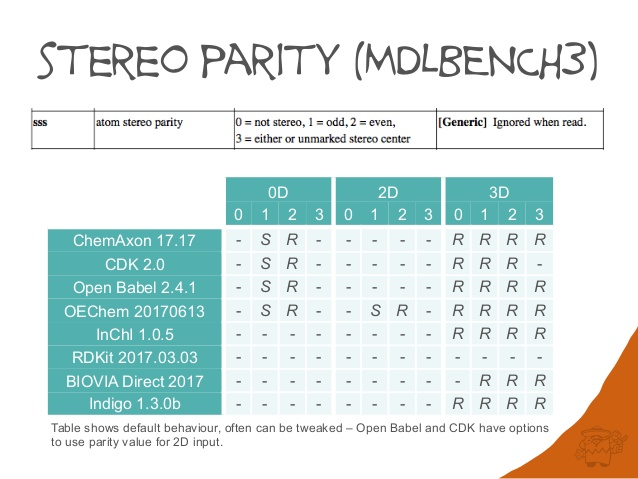 STEREO PARITY (MDLBENCH3)
sss atom stereo parity 0 = not stereo, 1 = odd, 2 = even, [Generic] Ignored when read.
3 = either or unmarked stereo center
0D 2D 3D
0 1 2 3 0 1 2 3 0 1 2 3
ChemAxon 17.17 - S R - - - - - R R R R
CDK 2.0 - S R - - - - - R R R -
Open Babel 2.4.1 - S R - - - - - R R R R
OEChem 20170613 - S R - - S R - R R R R
InChI 1.0.5 - - - - - - - - R R R R
RDKit 2017.03.03 - - - - - - - - - - - -
BIOVIA Direct 2017 - - - - - - - - - R R R
Indigo 1.3.0b - - - - - - - - R R R R
Table shows default behaviour, often can be tweaked – Open Babel and CDK have options
to use parity value for 2D input.